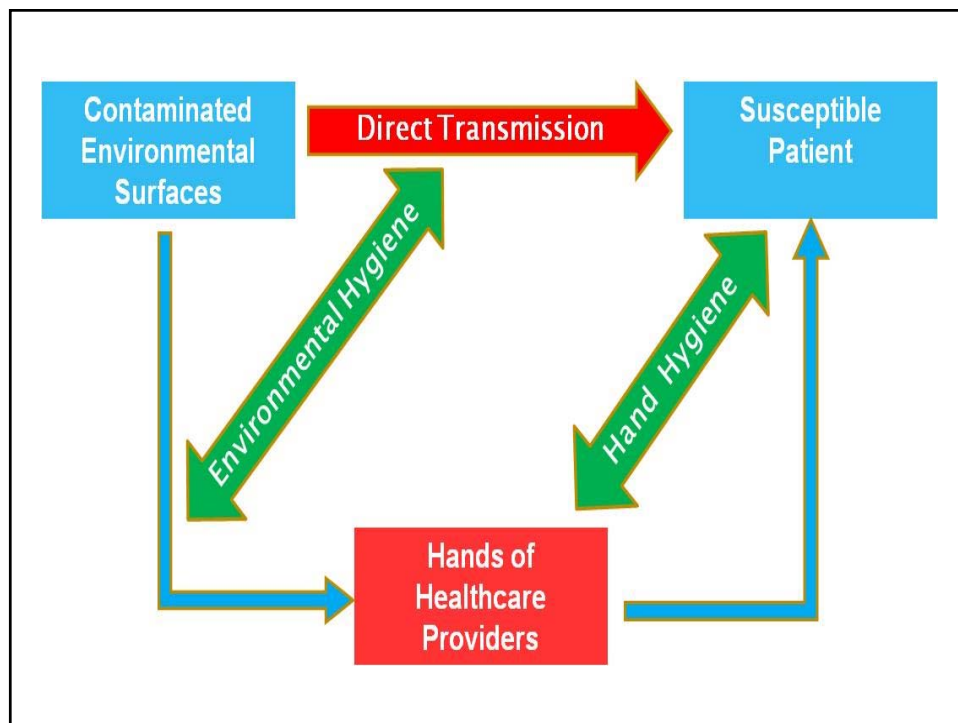 Contaminated
Environmental
Surfaces
Direct Transmission
Susceptible
Patient
Environmental Hygiene
Hand Hygiene
Hands of
Healthcare
Providers